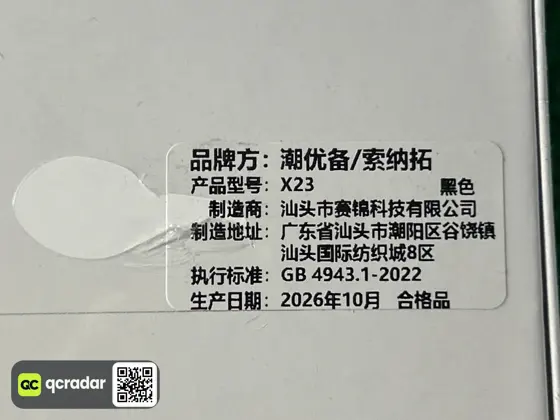 品牌方：潮优备/索纳拓
产品型号：X23 黑色
制造商：汕头市赛锦科技有限公司
制造地址：广东省汕头市潮阳区谷饶镇
汕头国际纺织城8区
执行标准：GB 4943.1-2022
生产日期：2026年10月 合格品
QC qcradar